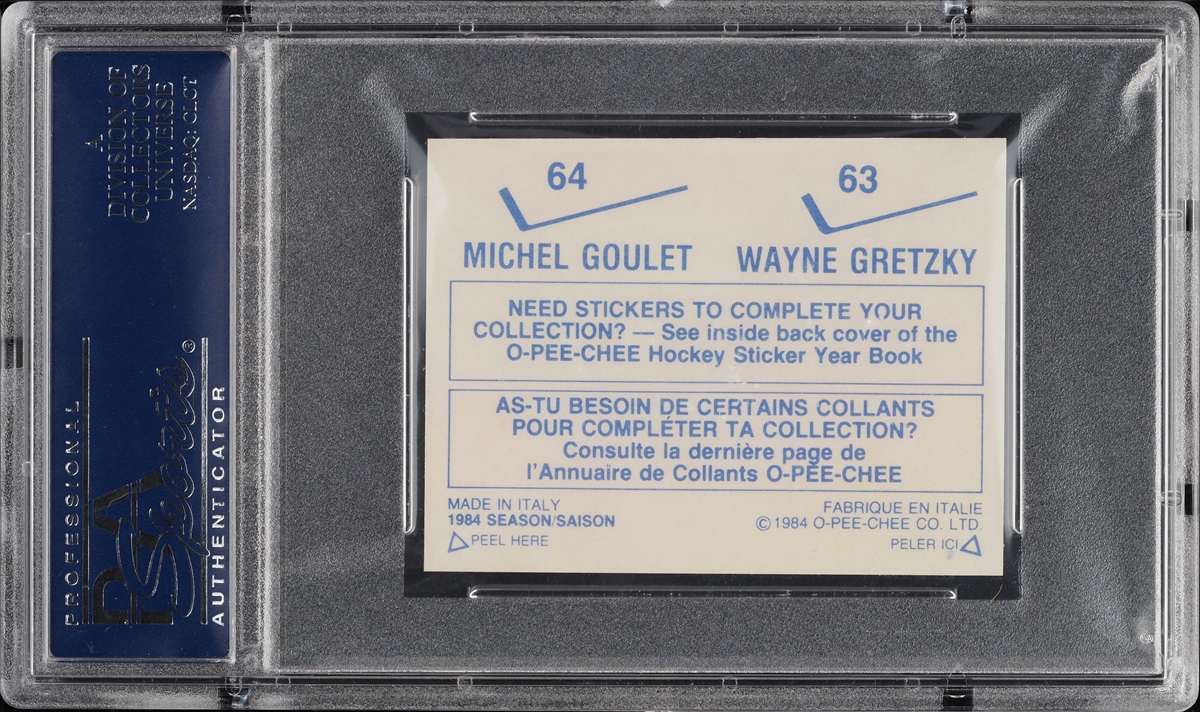 A
DIVISION OF
COLLECTORS
UNIVERSE
NASDAQ: CLCT
PROFESSIONAL
PSA
Sports®
AUTHENTICATOR
64
63
MICHEL GOULET
WAYNE GRETZKY
NEED STICKERS TO COMPLETE YOUR
COLLECTION? — See inside back cover of the
O-PEE-CHEE Hockey Sticker Year Book
AS-TU BESOIN DE CERTAINS COLLANTS
POUR COMPLÉTER TA COLLECTION?
Consulte la dernière page de
l'Annuaire de Collants O-PEE-CHEE
MADE IN ITALY
1984 SEASON/SAISON
PEEL HERE
FABRIQUE EN ITALIE
©1984 O-PEE-CHEE CO. LTD.
PELER ICI